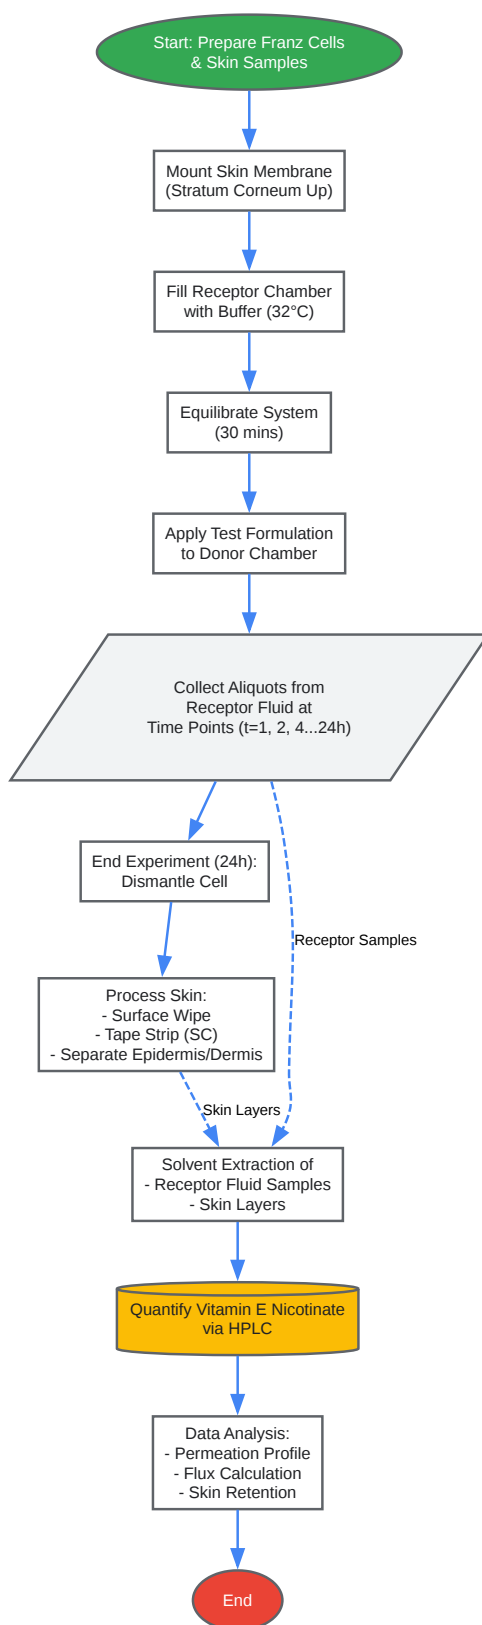 Start: Prepare Franz Cells
& Skin Samples
Mount Skin Membrane
(Stratum Corneum Up)
Fill Receptor Chamber
with Buffer (32°C)
Equilibrate System
(30 mins)
Apply Test Formulation
to Donor Chamber
Collect Aliquots from
Receptor Fluid at
Time Points (t=1, 2, 4...24h)
End Experiment (24h):
Dismantle Cell
Receptor Samples
Process Skin:
- Surface Wipe
- Tape Strip (SC)
- Separate Epidermis/Dermis
Skin Layers
Solvent Extraction of
- Receptor Fluid Samples
- Skin Layers
Quantify Vitamin E Nicotinate
via HPLC
Data Analysis:
- Permeation Profile
- Flux Calculation
- Skin Retention
End